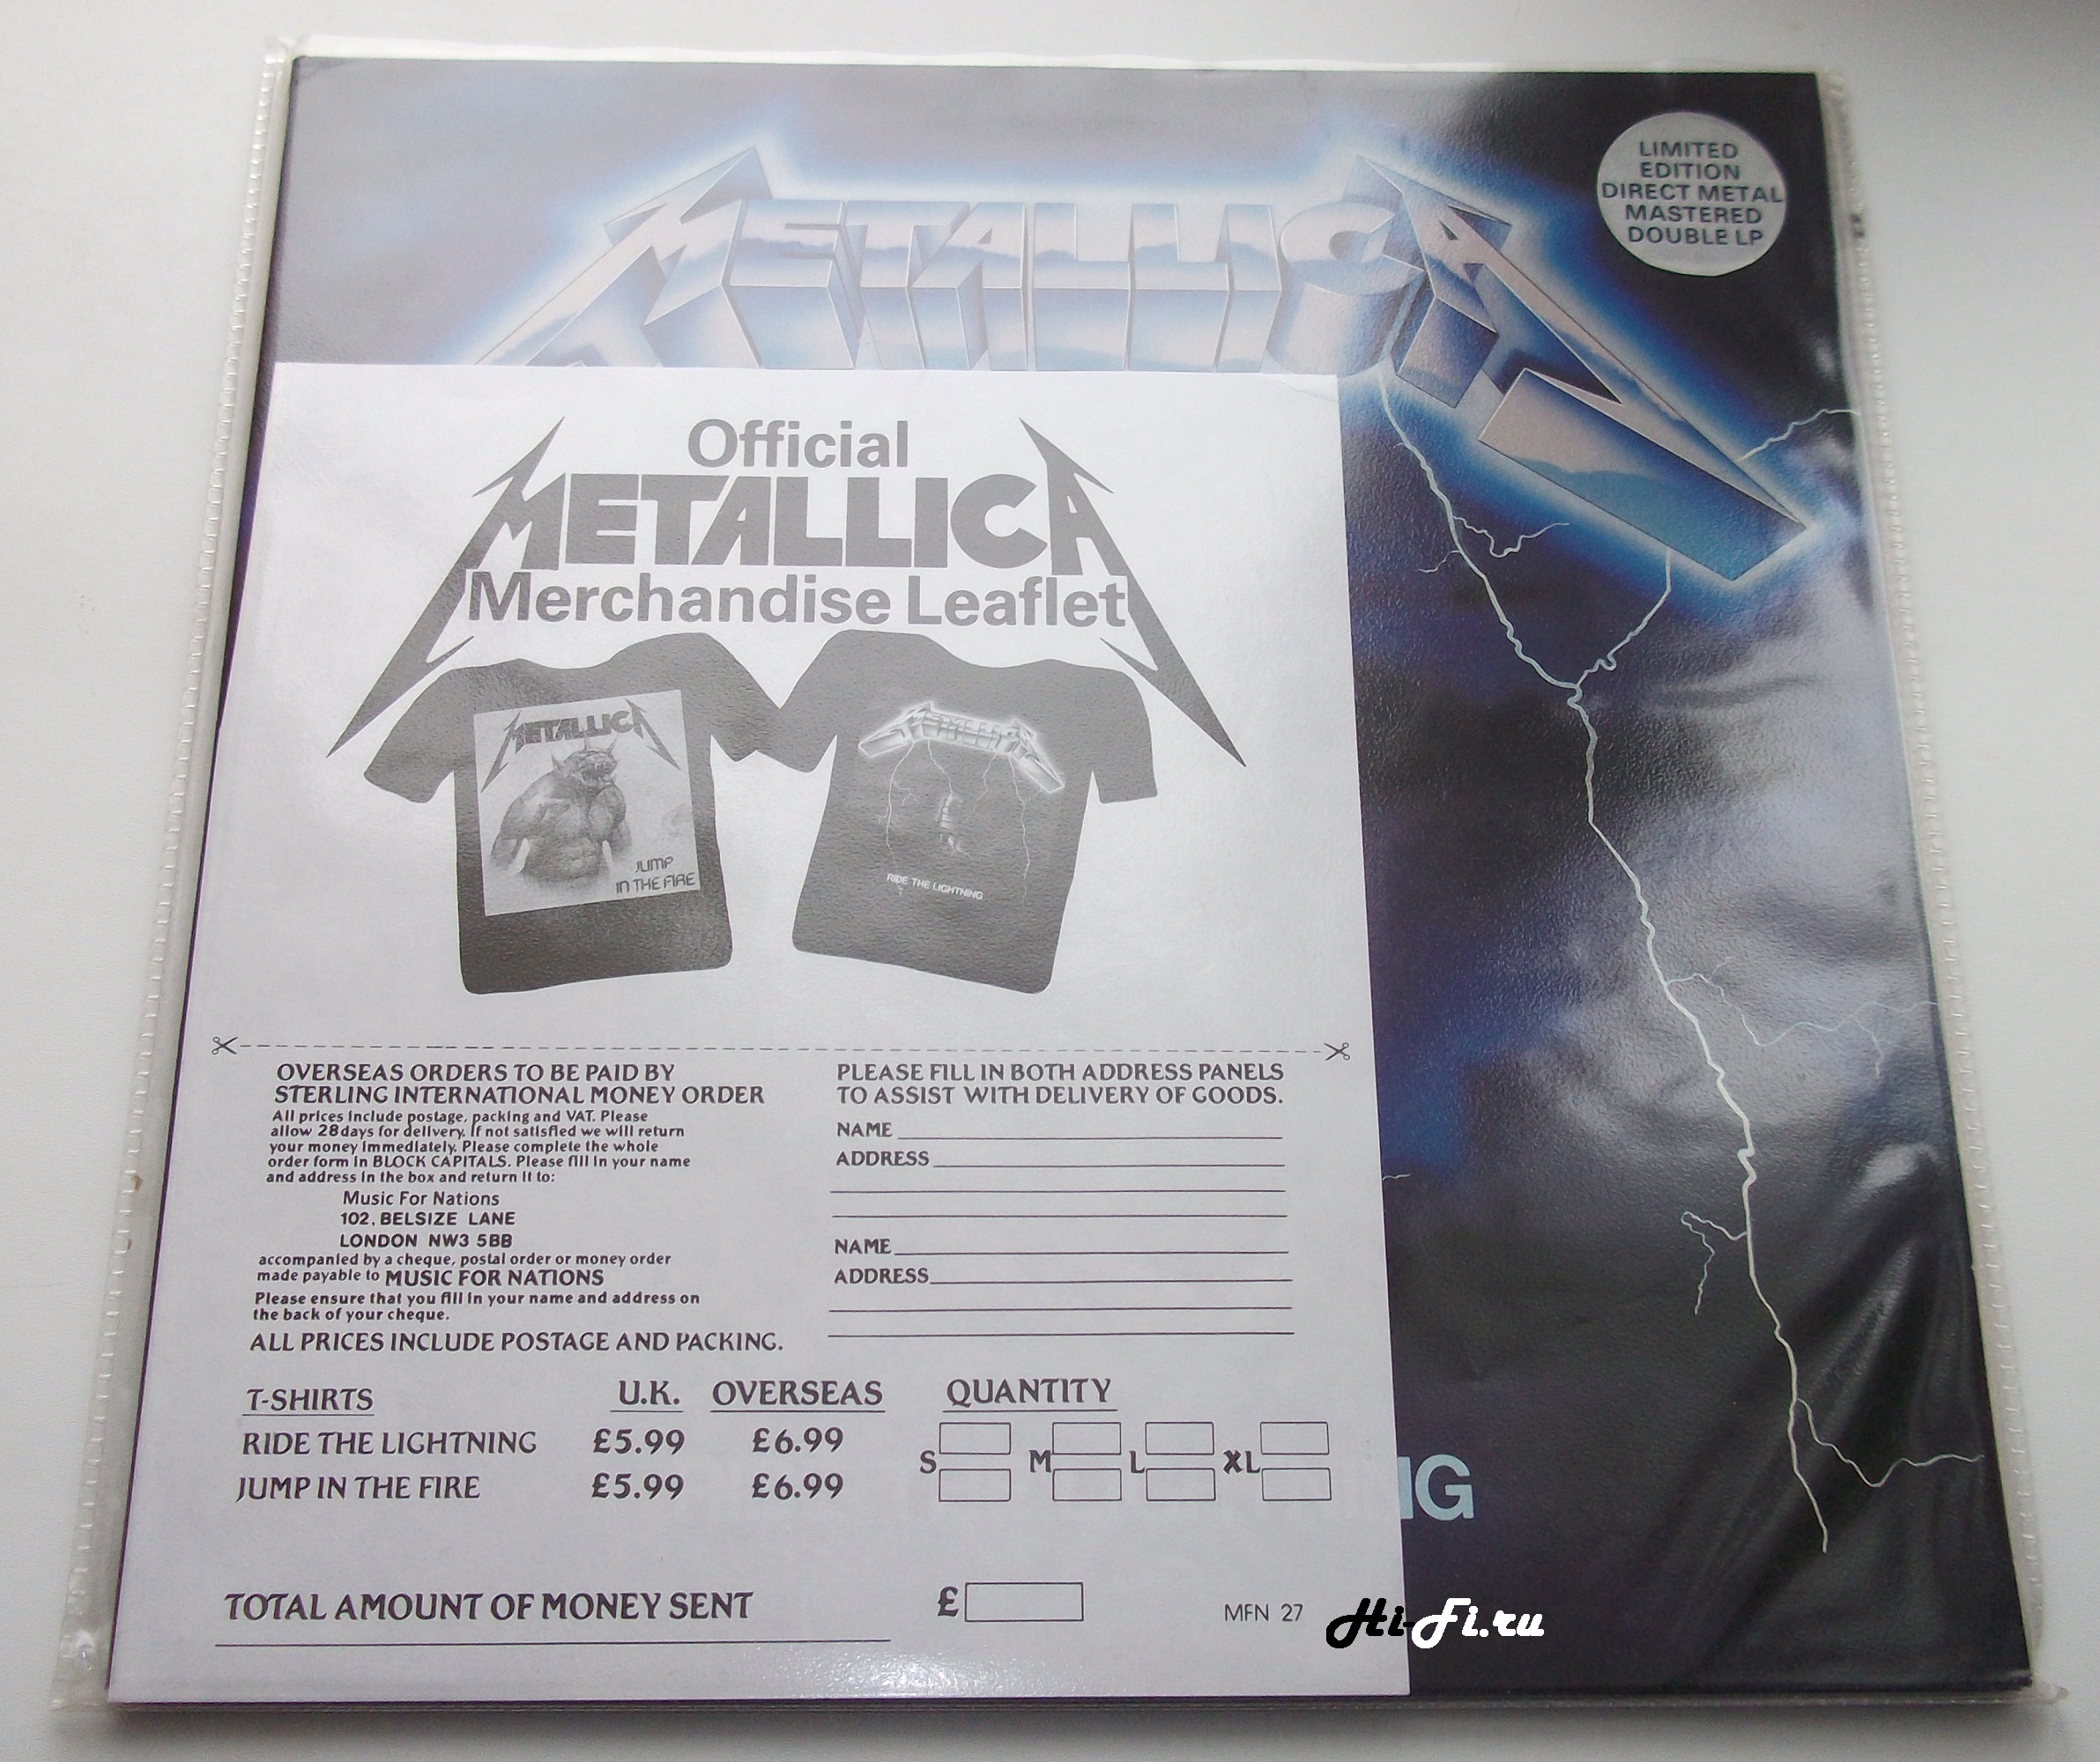 METALLICA
LIMITED
EDITION
DIRECT METAL
MASTERED
DOUBLE LP
Official
METALLICA
Merchandise Leaflet
METALLICA
JUMP
IN THE FIRE
METALLICA
RIDE THE LIGHTNING
OVERSEAS ORDERS TO BE PAID BY
STERLING INTERNATIONAL MONEY ORDER
All prices include postage, packing and VAT. Please
allow 28 days for delivery. If not satisfied we will return
your money immediately. Please complete the whole
order form in BLOCK CAPITALS. Please fill in your name
and address in the box and return it to:
Music For Nations
102, BELSIZE LANE
LONDON NW3 5BB
accompanied by a cheque, postal order or money order
made payable to MUSIC FOR NATIONS
Please ensure that you fill in your name and address on
the back of your cheque.
ALL PRICES INCLUDE POSTAGE AND PACKING.
PLEASE FILL IN BOTH ADDRESS PANELS
TO ASSIST WITH DELIVERY OF GOODS.
NAME
ADDRESS
NAME
ADDRESS
T-SHIRTS U.K. OVERSEAS QUANTITY
RIDE THE LIGHTNING £5.99 £6.99
S M L XL
JUMP IN THE FIRE £5.99 £6.99
NG
TOTAL AMOUNT OF MONEY SENT £
MFN 27
Hi-Fi.ru